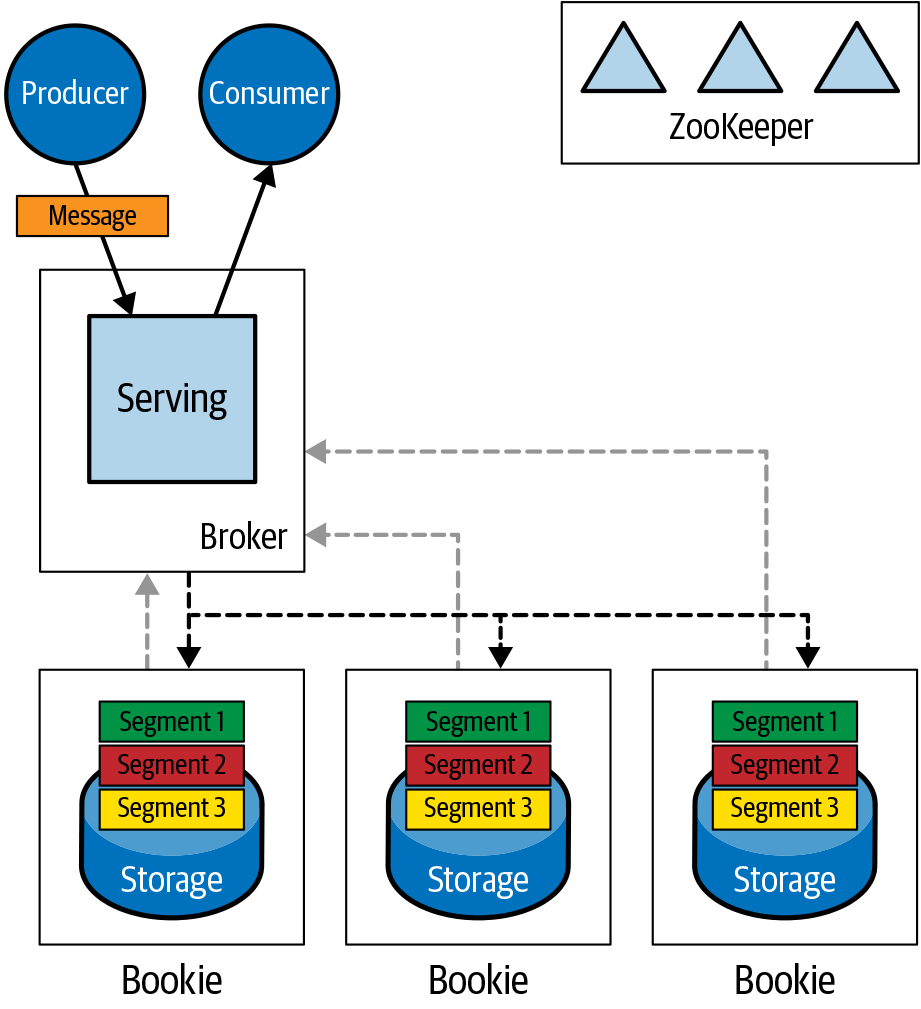 Producer
Consumer
ZooKeeper
Message
Serving
Broker
Segment 1
Segment 2
Segment 3
Storage
Bookie
Segment 1
Segment 2
Segment 3
Storage
Bookie
Segment 1
Segment 2
Segment 3
Storage
Bookie